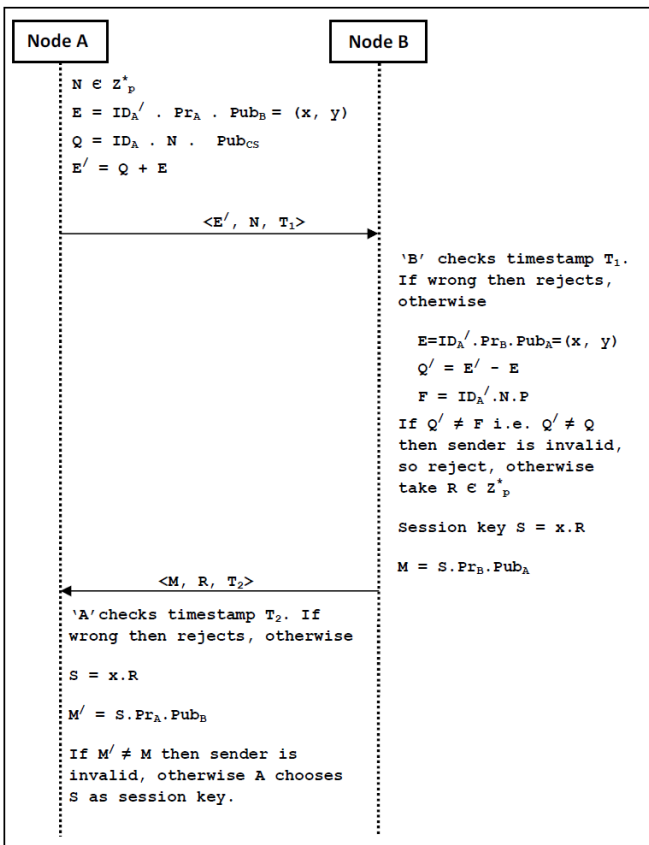 Node A
Node B
N Є Z*p
E = IDA/ . PrA . PubB = (x, y)
Q = IDA . N . PubCS
E/ = Q + E
<E/, N, T1>
‘B’ checks timestamp T1.
If wrong then rejects,
otherwise
E=IDA/.PrB.PubA=(x, y)
Q/ = E/ - E
F = IDA/.N.P
If Q/ ≠ F i.e. Q/ ≠ Q
then sender is invalid,
so reject, otherwise
take R Є Z*p
Session key S = x.R
M = S.PrB.PubA
<M, R, T2>
‘A’checks timestamp T2. If
wrong then rejects, otherwise
S = x.R
M/ = S.PrA.PubB
If M/ ≠ M then sender is
invalid, otherwise A chooses
S as session key.